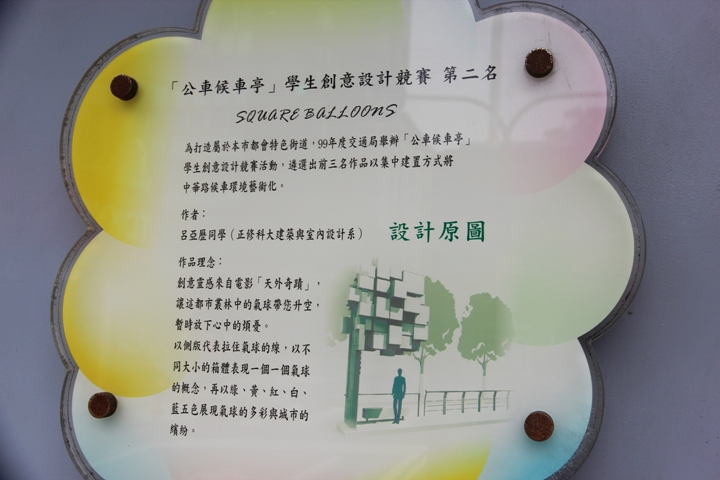 「公車候車亭」學生創意設計競賽 第二名
SQUARE BALLOONS
為打造屬於本市都會特色街道，99年度交通局舉辦「公車候車亭」
學生創意設計競賽活動，遴選出前三名作品以集中建置方式將
中華路候車環境藝術化。
作者：
呂亞歷同學（正修科大建築與室內設計系）
設計原圖
作品理念：
創意靈感來自電影「天外奇蹟」，
讓這都市叢林中的氣球帶您升空，
暫時放下心中的煩憂。
以側版代表拉住氣球的線，以不
同大小的箱體表現一個一個氣球
的概念，再以綠、黃、紅、白、
藍五色展現氣球的多彩與城市的
繽紛。